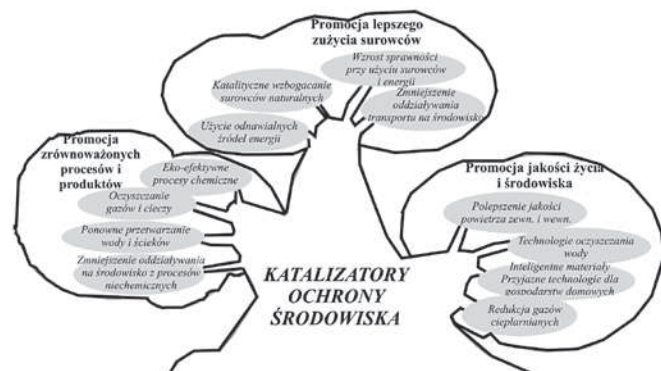 Promocja lepszego
zużycia surowców
Wzrost sprawności
przy użyciu surowców
i energii
Katalityczne wzbogacanie
surowców naturalnych
Zmniejszenie
oddziaływania
transportu na środowisko
Użycie odnawialnych
źródeł energii
Promocja
zrównoważonych
procesów i
produktów
Eko-efektywne
procesy chemiczne
Oczyszczanie
gazów i cieczy
Ponowne przetwarzanie
wody i ścieków
Zmniejszenie oddziaływania
na środowisko z procesów
niechemicznych
Promocja jakości życia
i środowiska
Polepszenie jakości
powietrza zewn. i wewn.
Technologie oczyszczania
wody
Inteligentne materiały
Przyjazne technologie dla
gospodarstw domowych
Redukcja gazów
cieplarnianych
KATALIZATORY
OCHRONY
ŚRODOWISKA